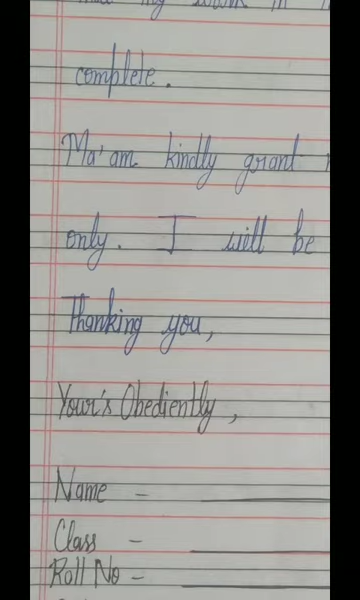 complete.
Ma'am kindly grant
only. I will be
Thanking you,
Your's Obediently,
Name -
Class -
Roll No -